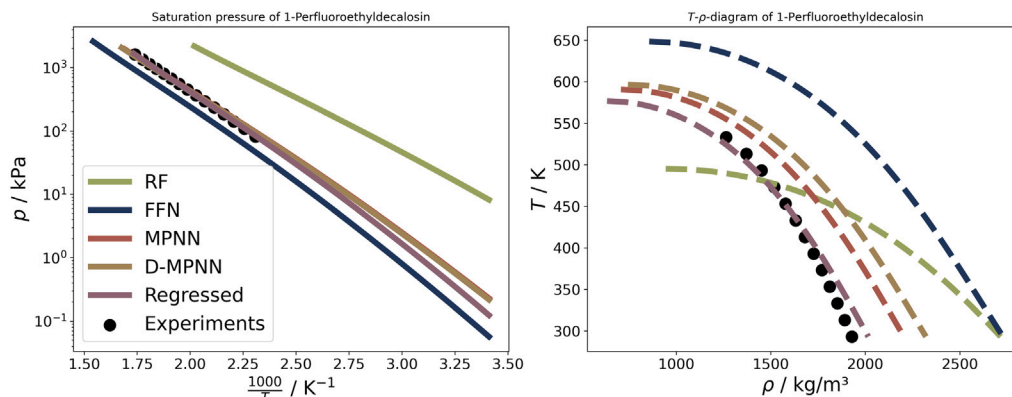 Saturation pressure of 1-Perfluoroethyldecalosin
10³
10²
10¹
10⁰
10⁻¹
p / kPa
RF
FFN
MPNN
D-MPNN
Regressed
Experiments
1.50 1.75 2.00 2.25 2.50 2.75 3.00 3.25 3.50
1000/T / K⁻¹
T-ρ-diagram of 1-Perfluoroethyldecalosin
650
600
550
500
450
400
350
300
T / K
1000 1500 2000 2500
ρ / kg/m³